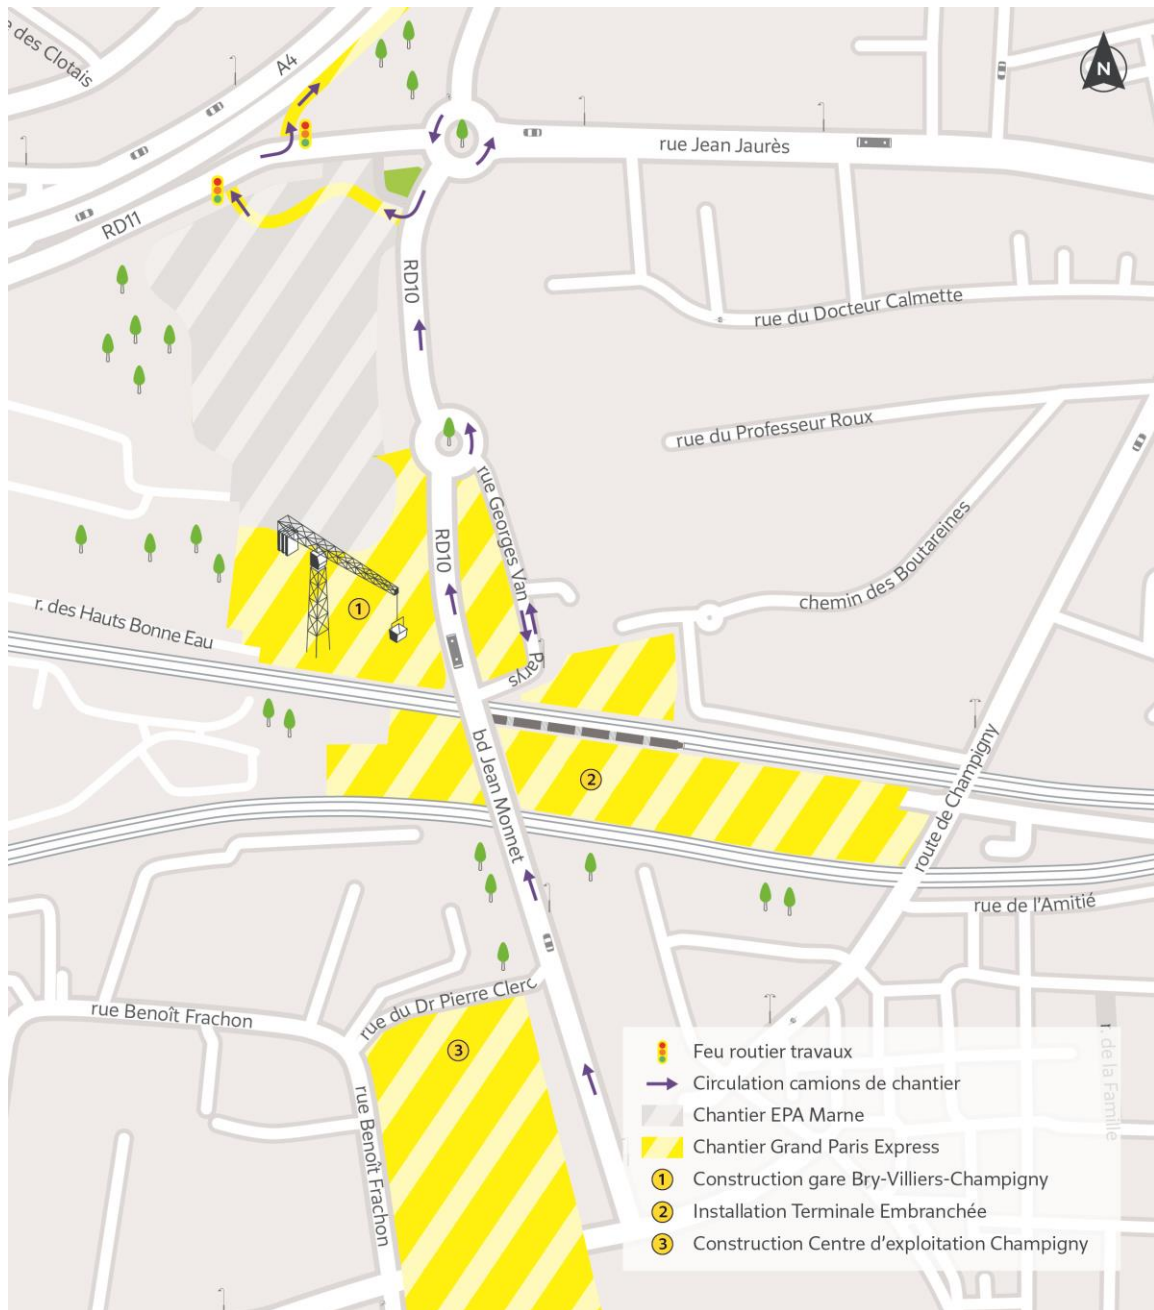 e des Clotais
A4
N
rue Jean Jaurès
RD11
RD10
rue du Docteur Calmette
rue du Professeur Roux
rue Georges Van
Parys
RD10
chemin des Boutareines
1
r. des Hauts Bonne Eau
bd Jean Monnet
2
route de Champigny
rue de l'Amitié
rue du Dr Pierre Clerc
rue Benoît Frachon
3
rue Benoît Frachon
r. de la Famille
Feu routier travaux
Circulation camions de chantier
Chantier EPA Marne
Chantier Grand Paris Express
1 Construction gare Bry-Villiers-Champigny
2 Installation Terminale Embranchée
3 Construction Centre d'exploitation Champigny